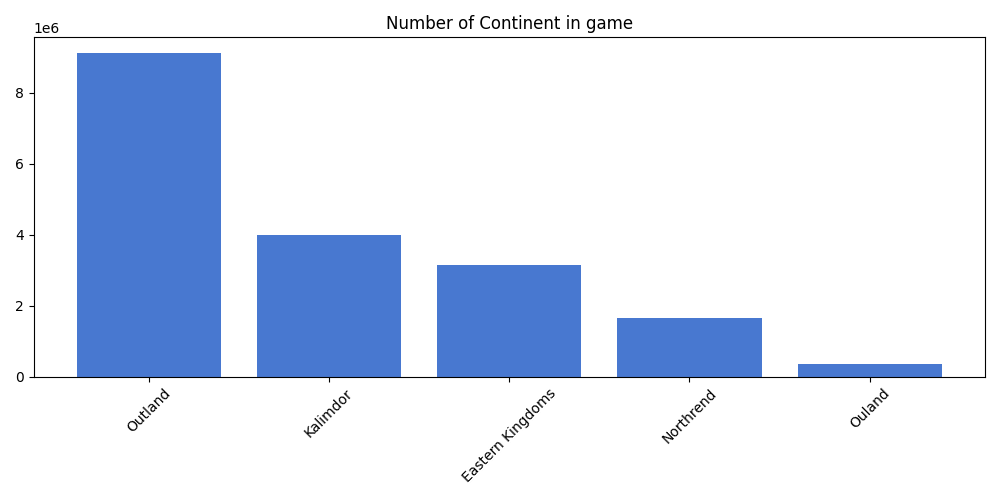 Number of Continent in game
1e6
8
6
4
2
0
Outland
Kalimdor
Eastern Kingdoms
Northrend
Ouland